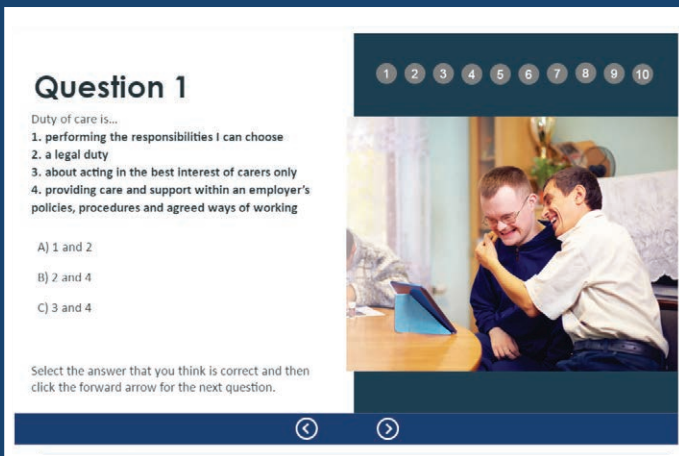 Question 1
Duty of care is...
1. performing the responsibilities I can choose
2. a legal duty
3. about acting in the best interest of carers only
4. providing care and support within an employer's
policies, procedures and agreed ways of working
A) 1 and 2
B) 2 and 4
C) 3 and 4
Select the answer that you think is correct and then
click the forward arrow for the next question.
1 2 3 4 5 6 7 8 9 10